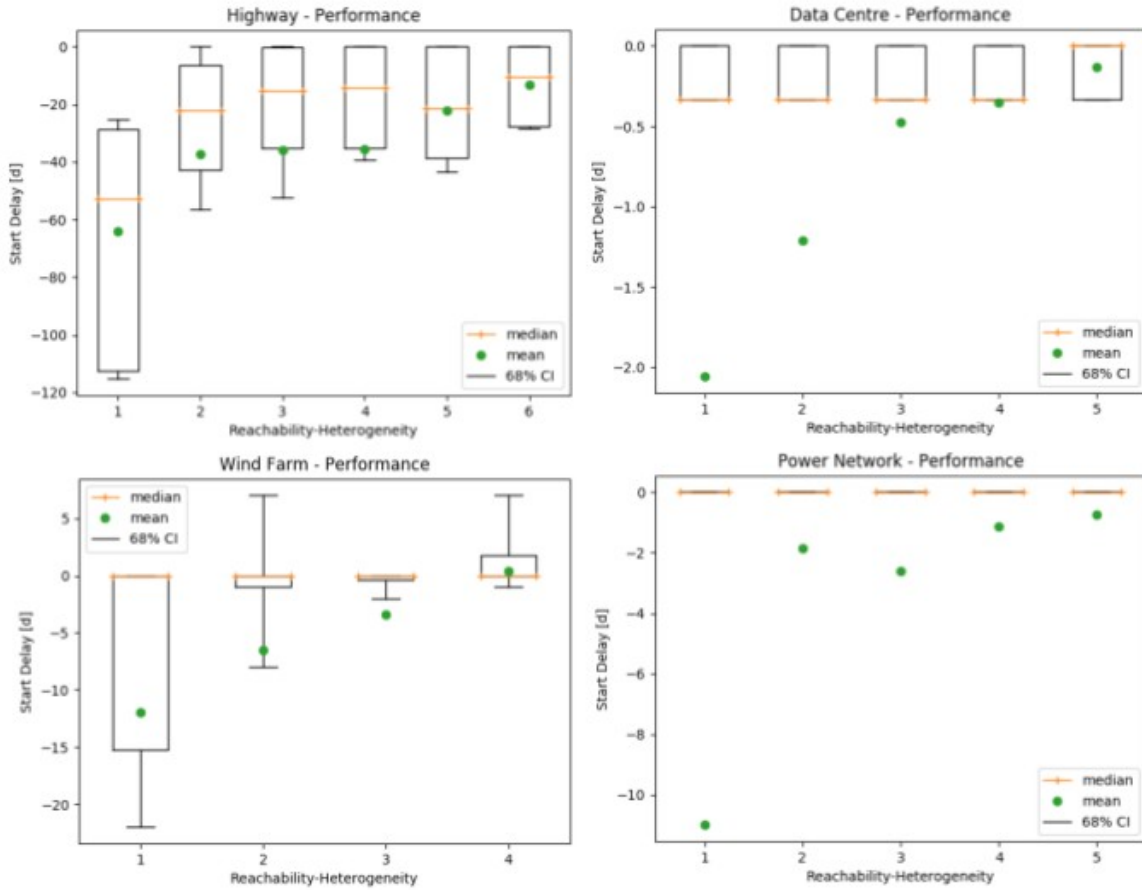 Highway - Performance
0
−20
−40
−60
−80
−100
−120
Start Delay [d]
median
mean
68% CI
1 2 3 4 5 6
Reachability-Heterogeneity
Data Centre - Performance
0.0
−0.5
−1.0
−1.5
−2.0
Start Delay [d]
median
mean
68% CI
1 2 3 4 5
Reachability-Heterogeneity
Wind Farm - Performance
median
mean
68% CI
5
0
−5
−10
−15
−20
Start Delay [d]
1 2 3 4
Reachability-Heterogeneity
Power Network - Performance
0
−2
−4
−6
−8
−10
Start Delay [d]
median
mean
68% CI
1 2 3 4 5
Reachability-Heterogeneity